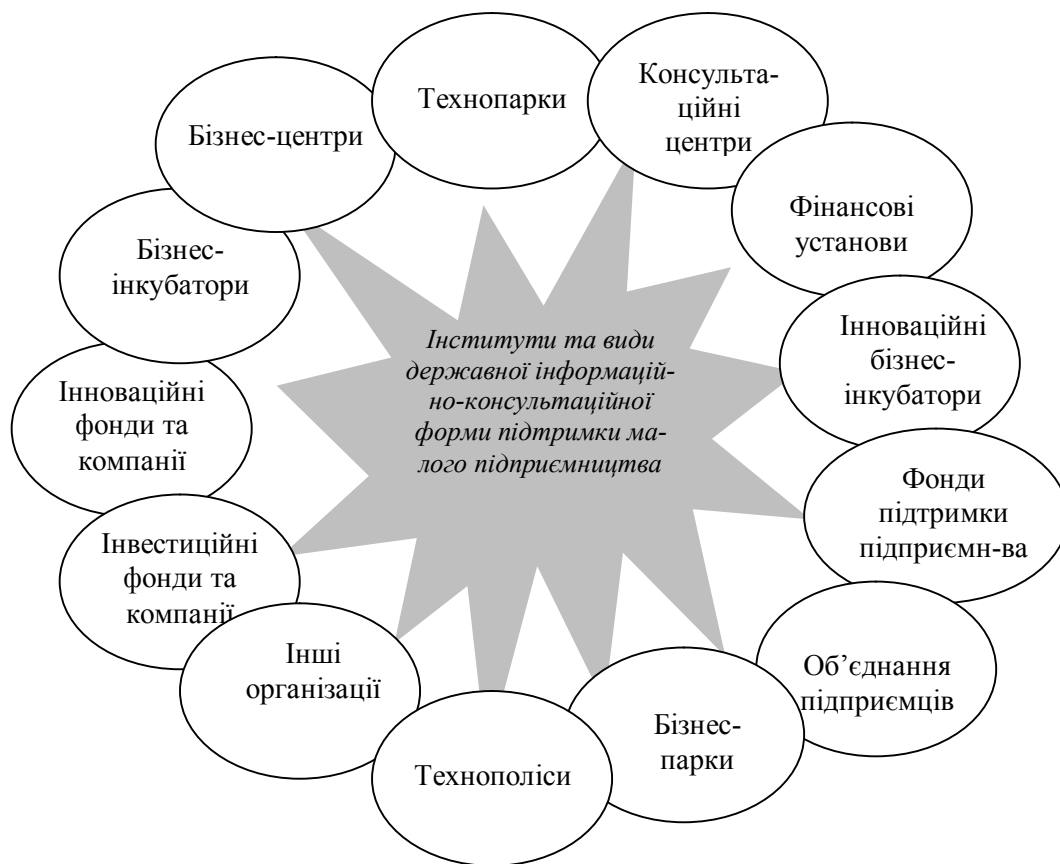 Технопарки
Консульта-
ційні
центри
Бізнес-центри
Фінансові
установи
Бізнес-
інкубатори
Інноваційні
бізнес-
інкубатори
Інститути та види
державної інформацій-
но-консультаційної
форми підтримки ма-
лого підприємництва
Інноваційні
фонди та
компанії
Фонди
підтримки
підприємн-ва
Інвестиційні
фонди та
компанії
Об’єднання
підприємців
Інші
організації
Бізнес-
парки
Технополіси